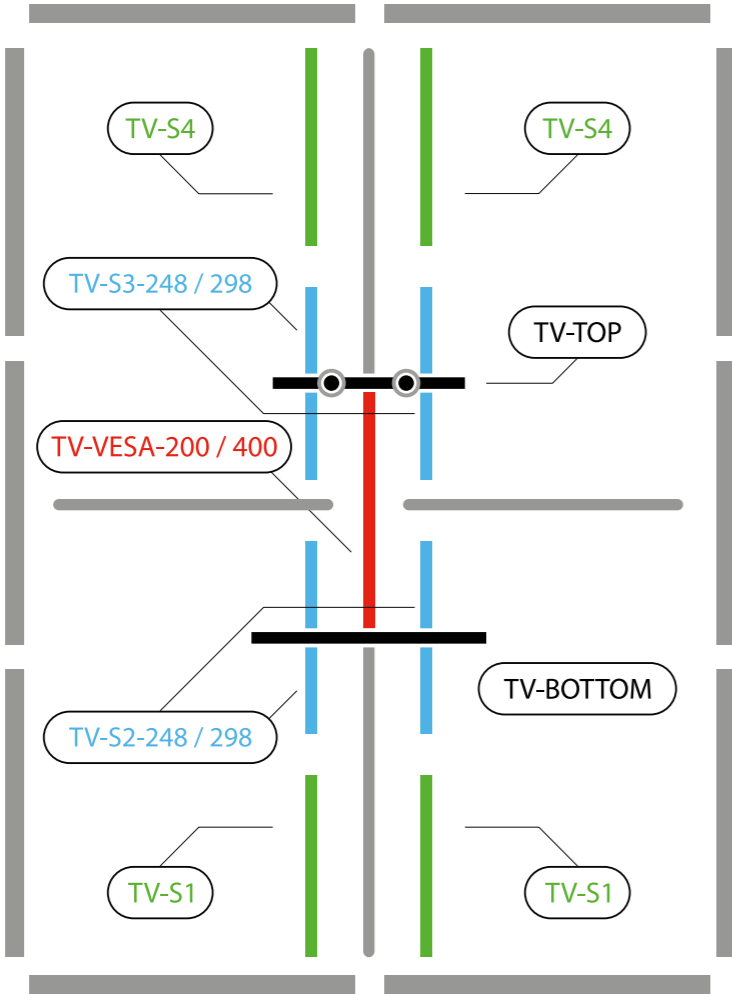 TV-S4
TV-S4
TV-S3-248 / 298
TV-TOP
TV-VESA-200 / 400
TV-BOTTOM
TV-S2-248 / 298
TV-S1
TV-S1